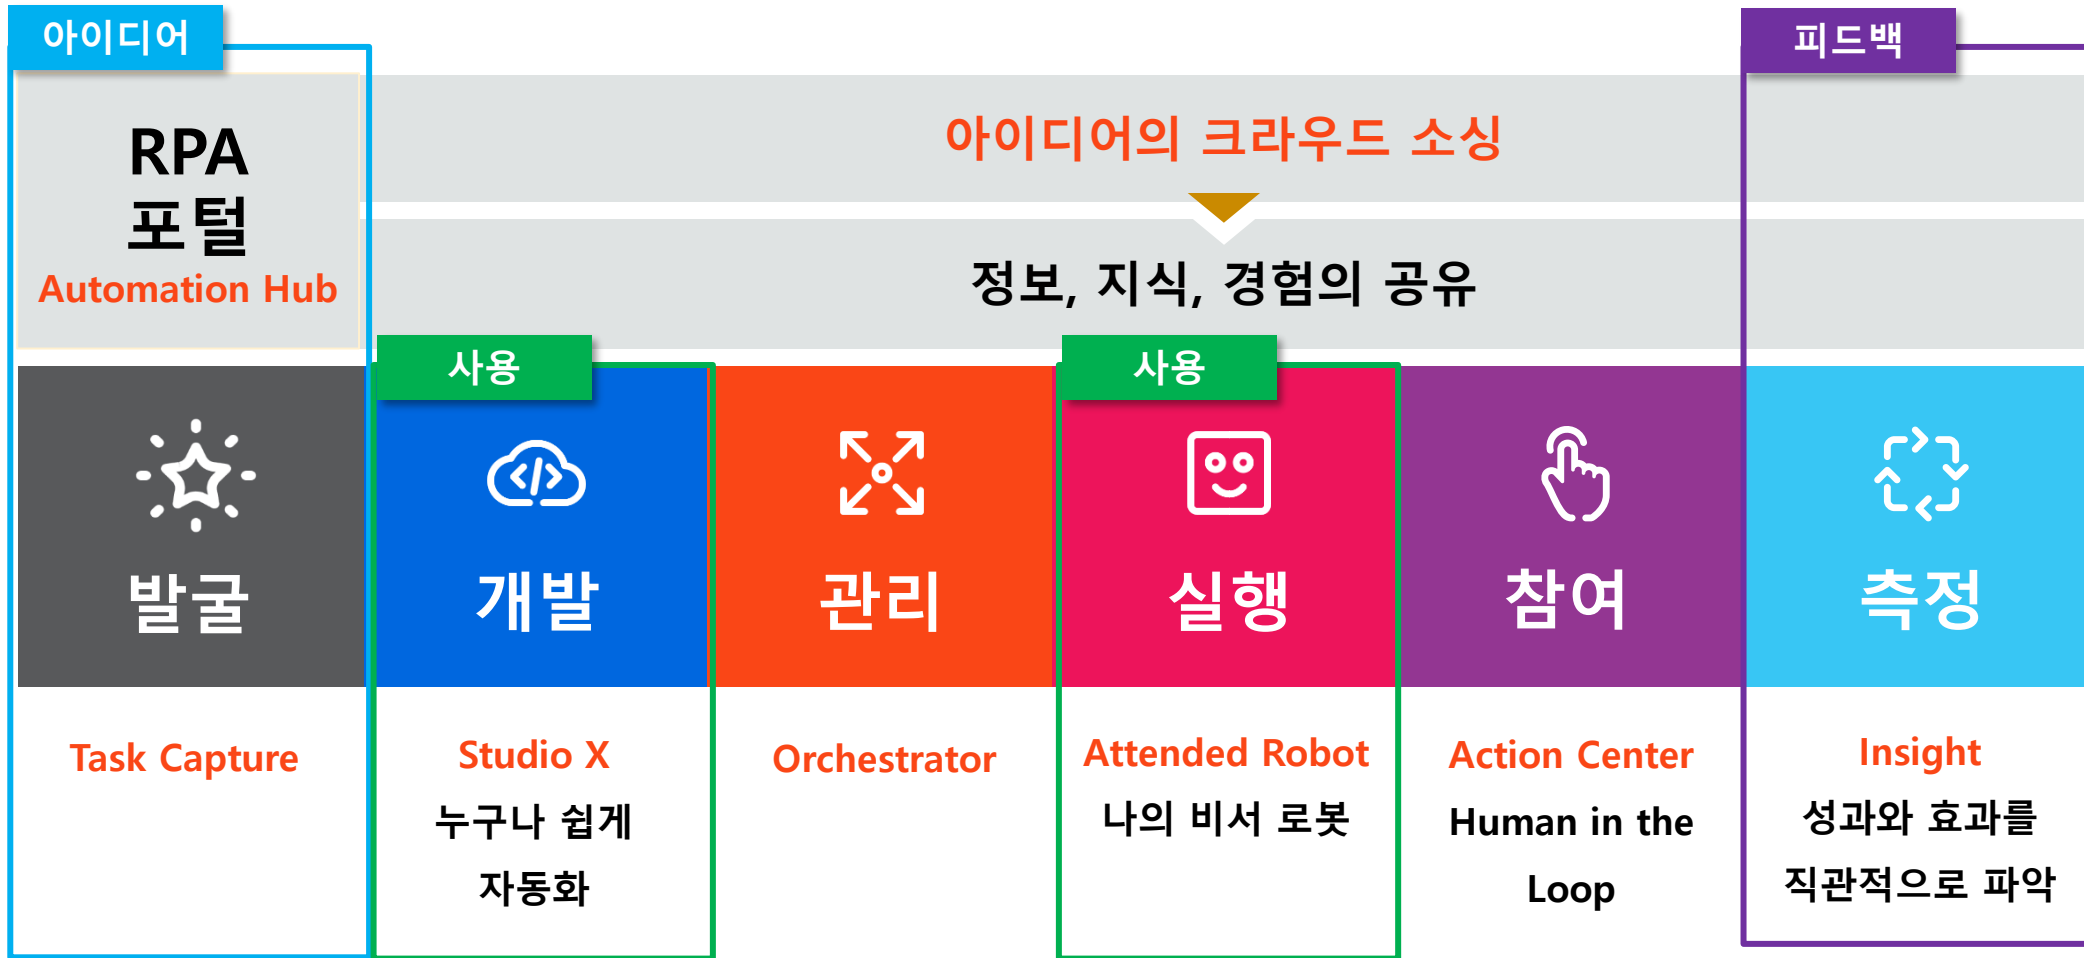 아이디어
피드백
RPA
포털
Automation Hub
아이디어의 크라우드 소싱
정보, 지식, 경험의 공유
사용
사용
발굴
개발
관리
실행
참여
측정
Task Capture
Studio X
누구나 쉽게
자동화
Orchestrator
Attended Robot
나의 비서 로봇
Action Center
Human in the
Loop
Insight
성과와 효과를
직관적으로 파악